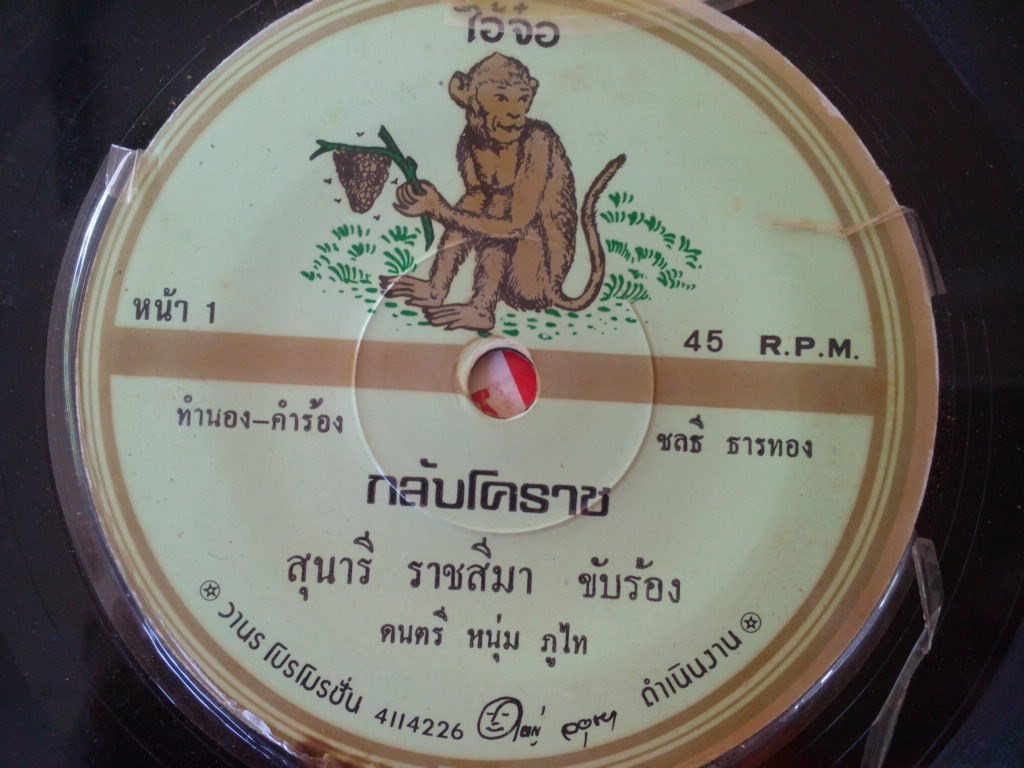 ไอ้จ๋อ
หน้า 1
45 R.P.M.
ทำนอง-คำร้อง
ชลธี ธารทอง
กลับโคราช
สุนารี ราชสีมา ขับร้อง
ดนตรี หนุ่ม ภูไท
วานร โปรโมรชั่น 4114226
ดำเนินงาน